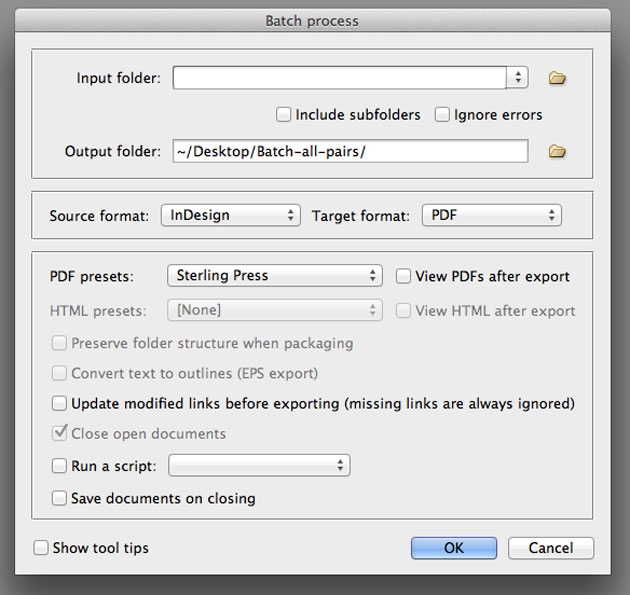 Batch process
Input folder:
Include subfolders Ignore errors
Output folder: ~/Desktop/Batch-all-pairs/
Source format: InDesign Target format: PDF
PDF presets: Sterling Press View PDFs after export
HTML presets: [None] View HTML after export
Preserve folder structure when packaging
Convert text to outlines (EPS export)
Update modified links before exporting (missing links are always ignored)
Close open documents
Run a script:
Save documents on closing
Show tool tips OK Cancel